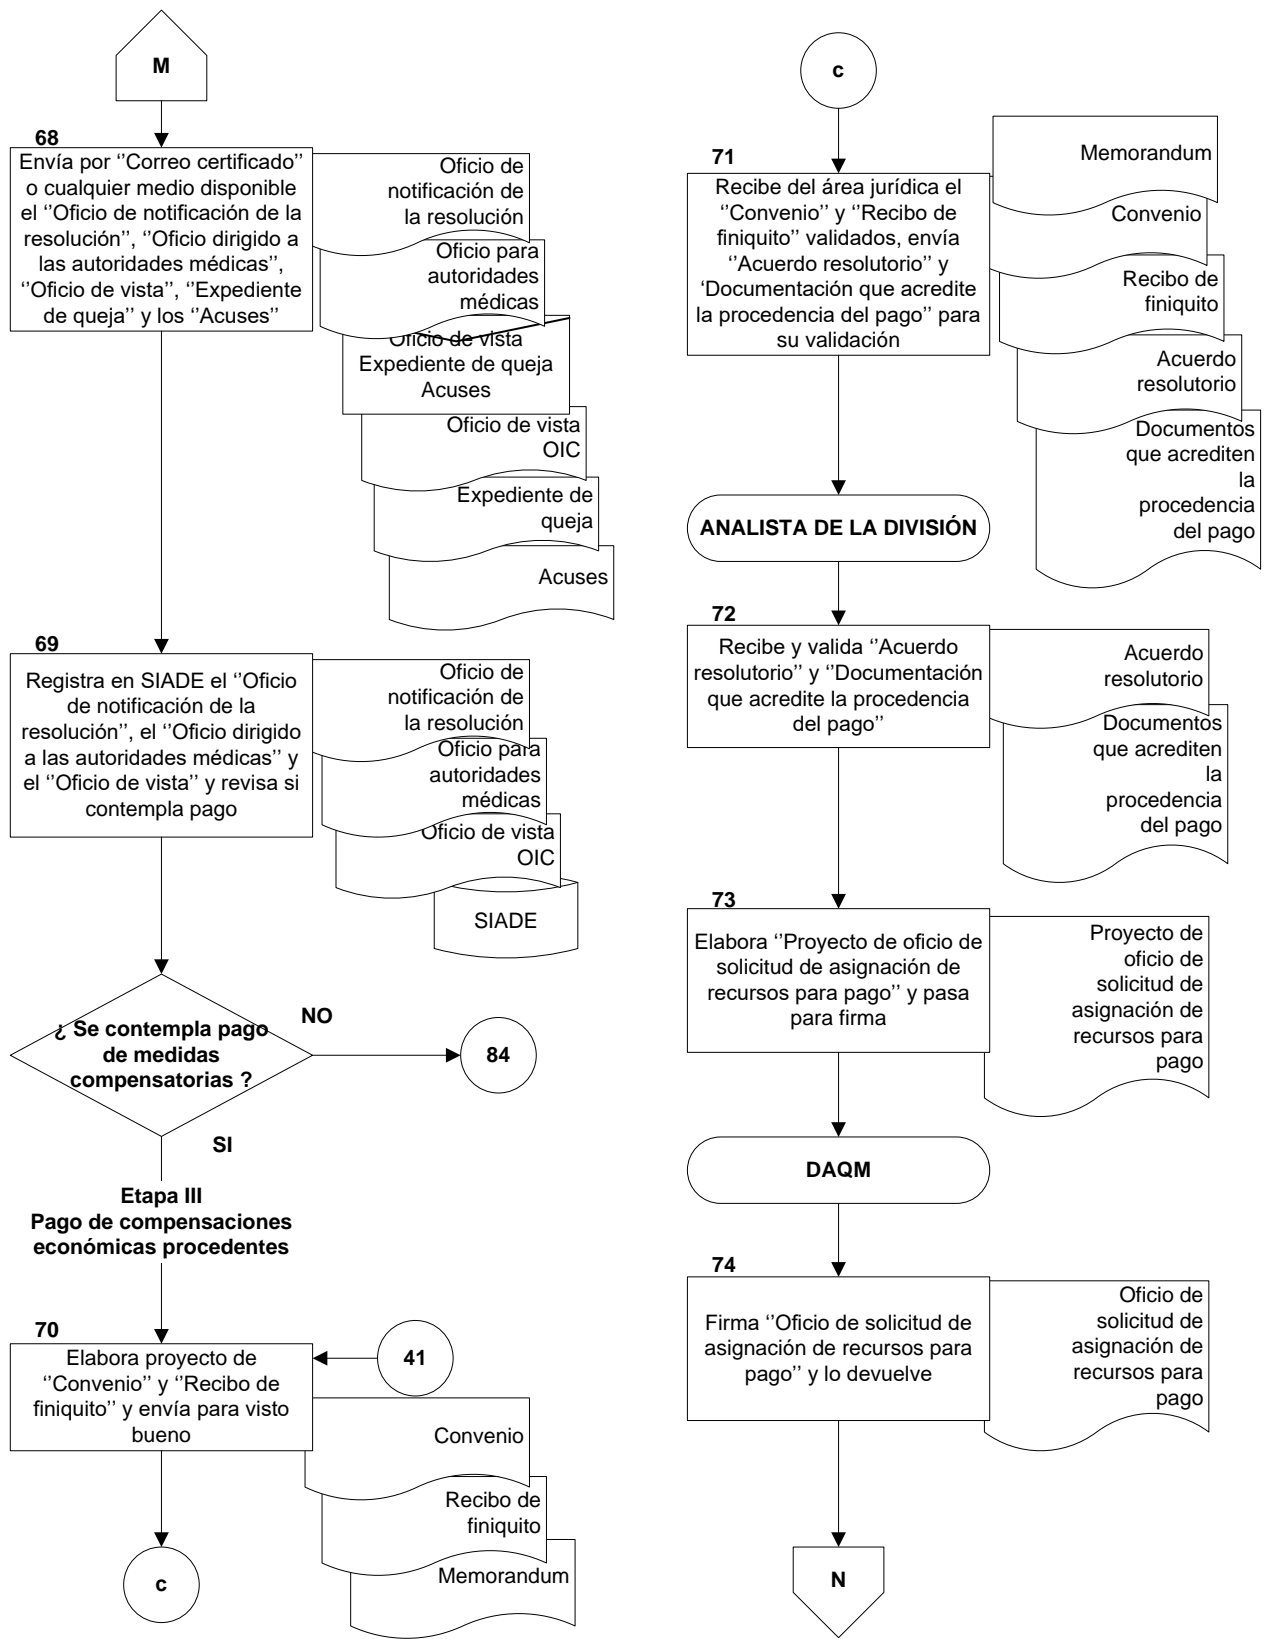 M
68
Envía por ‘’Correo certificado’’
o cualquier medio disponible
el ‘’Oficio de notificación de la
resolución’’, ‘’Oficio dirigido a
las autoridades médicas’’,
‘’Oficio de vista’’, ‘’Expediente
de queja’’ y los ‘’Acuses’’
Oficio de
notificación de
la resolución
Oficio para
autoridades
médicas
Oficio de vista
Expediente de queja
Acuses
Oficio de vista
OIC
Expediente de
queja
Acuses
69
Registra en SIADE el ‘’Oficio
de notificación de la
resolución’’, el ‘’Oficio dirigido
a las autoridades médicas’’ y
el ‘’Oficio de vista’’ y revisa si
contempla pago
Oficio de
notificación de
la resolución
Oficio para
autoridades
médicas
Oficio de vista
OIC
SIADE
¿ Se contempla pago
de medidas
compensatorias ?
NO
84
SI
Etapa III
Pago de compensaciones
económicas procedentes
70
Elabora proyecto de
‘’Convenio’’ y ‘’Recibo de
finiquito’’ y envía para visto
bueno
41
Convenio
Recibo de
finiquito
Memorandum
c
c
71
Recibe del área jurídica el
‘’Convenio’’ y ‘’Recibo de
finiquito’’ validados, envía
‘’Acuerdo resolutorio’’ y
‘Documentación que acredite
la procedencia del pago’’ para
su validación
Memorandum
Convenio
Recibo de
finiquito
Acuerdo
resolutorio
Documentos
que acrediten
la
procedencia
del pago
ANALISTA DE LA DIVISIÓN
72
Recibe y valida ‘’Acuerdo
resolutorio’’ y ‘’Documentación
que acredite la procedencia
del pago’’
Acuerdo
resolutorio
Documentos
que acrediten
la
procedencia
del pago
73
Elabora ‘’Proyecto de oficio de
solicitud de asignación de
recursos para pago’’ y pasa
para firma
Proyecto de
oficio de
solicitud de
asignación de
recursos para
pago
DAQM
74
Firma ‘’Oficio de solicitud de
asignación de recursos para
pago’’ y lo devuelve
Oficio de
solicitud de
asignación de
recursos para
pago
N